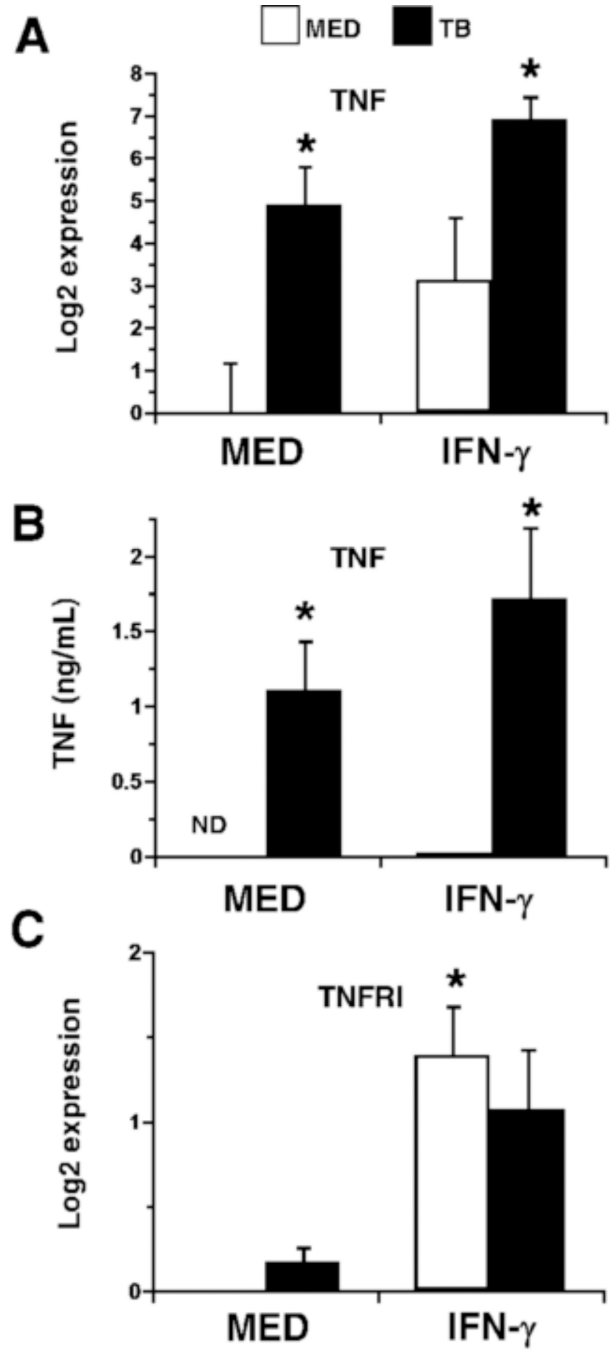 A
MED TB
TNF
*
*
Log2 expression
8
7
6
5
4
3
2
1
0
MED IFN-γ
B
TNF
*
*
TNF (ng/mL)
2
1.5
1
0.5
0
ND
MED IFN-γ
C
TNFRI
*
Log2 expression
2
1
0
MED IFN-γ